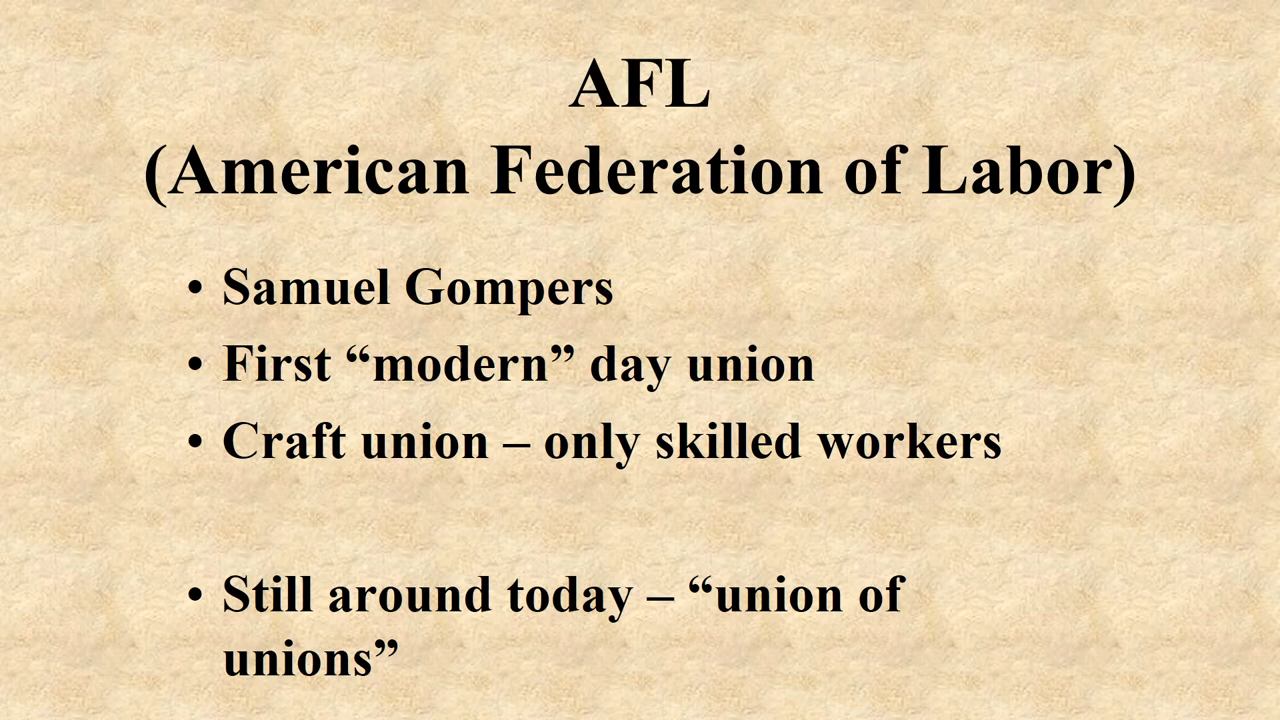 AFL
(American Federation of Labor)
• Samuel Gompers
• First “modern” day union
• Craft union – only skilled workers
• Still around today – “union of
unions”